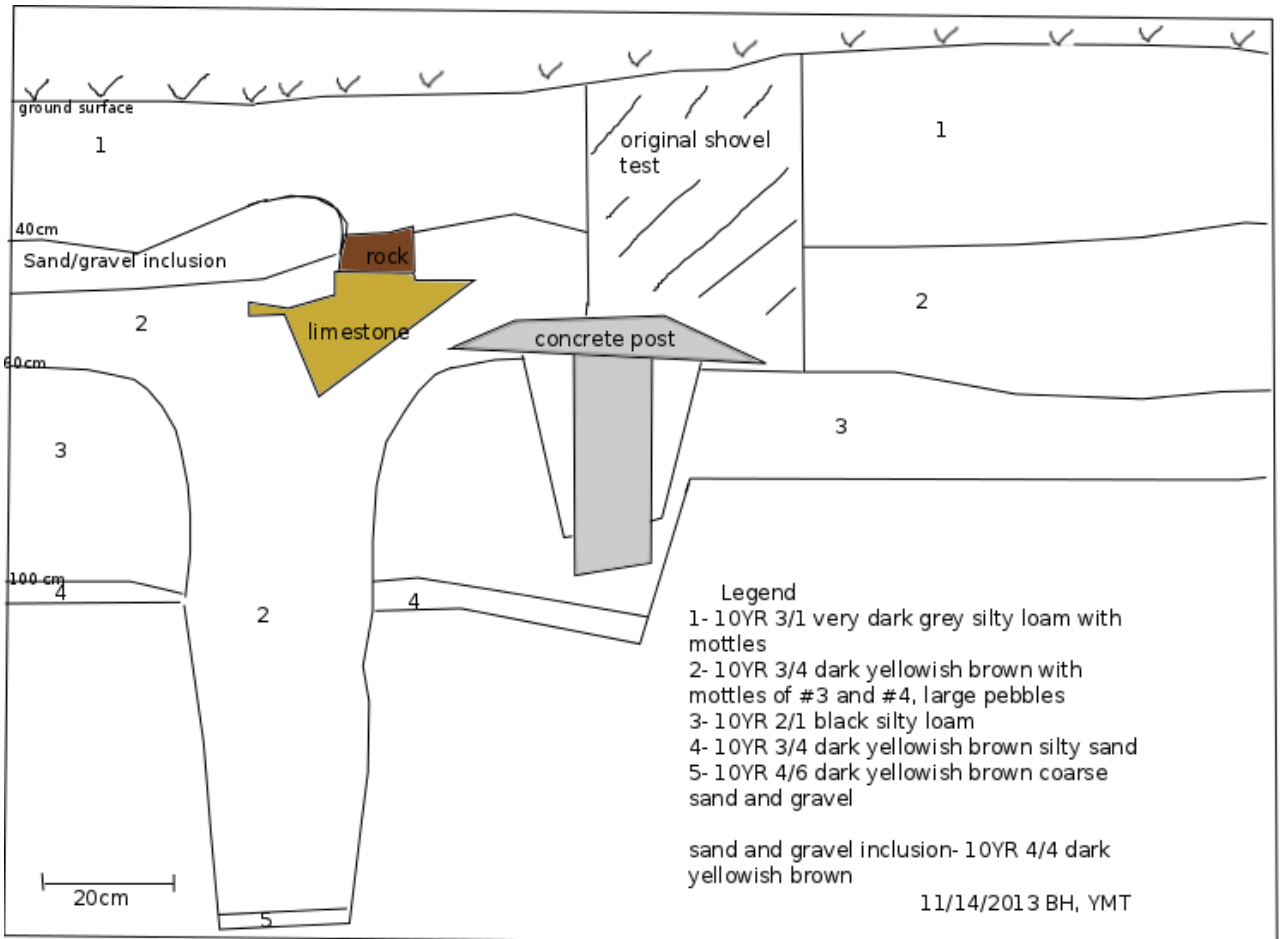 ground surface
1
original shovel
test
1
40cm
Sand/gravel inclusion
rock
2
2
limestone
concrete post
60cm
3
3
100 cm
4
4
2
5
20cm
Legend
1- 10YR 3/1 very dark grey silty loam with
mottles
2- 10YR 3/4 dark yellowish brown with
mottles of #3 and #4, large pebbles
3- 10YR 2/1 black silty loam
4- 10YR 3/4 dark yellowish brown silty sand
5- 10YR 4/6 dark yellowish brown coarse
sand and gravel
sand and gravel inclusion- 10YR 4/4 dark
yellowish brown
11/14/2013 BH, YMT